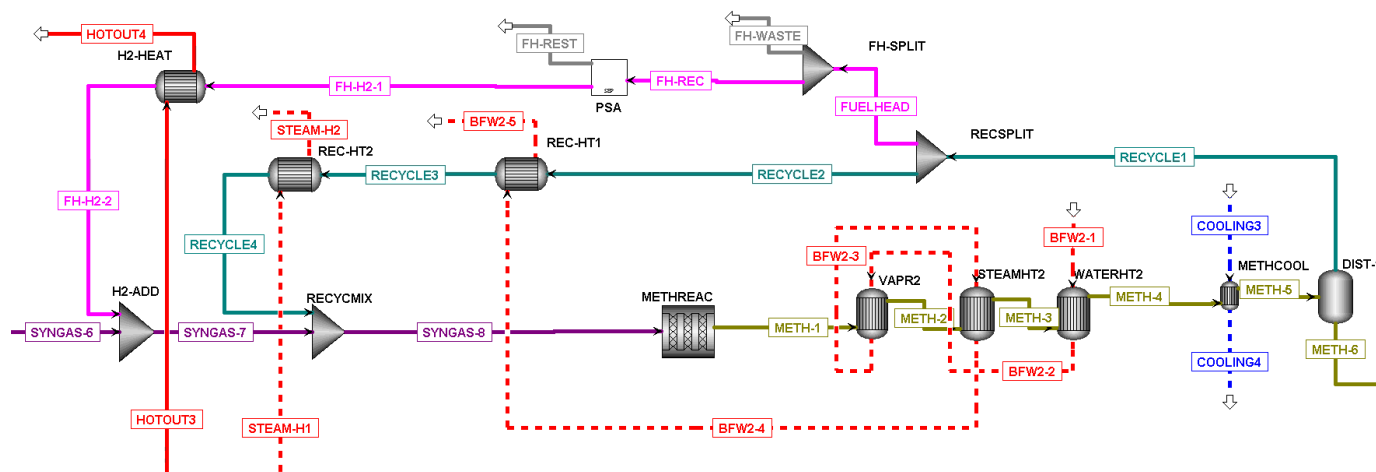 HOTOUT4
H2-HEAT
FH-REST
FH-WASTE
FH-SPLIT
FH-H2-1
SEP
PSA
FH-REC
FUELHEAD
RECSPLIT
STEAM-H2
REC-HT2
BFW2-5
REC-HT1
RECYCLE3
RECYCLE2
RECYCLE1
FH-H2-2
RECYCLE4
BFW2-3
BFW2-1
COOLING3
VAPR2
STEAMHT2
WATERHT2
METHCOOL
DIST-
H2-ADD
RECYCMIX
METHREAC
METH-4
METH-5
SYNGAS-6
SYNGAS-7
SYNGAS-8
METH-1
METH-2
METH-3
METH-6
BFW2-2
COOLING4
HOTOUT3
STEAM-H1
BFW2-4